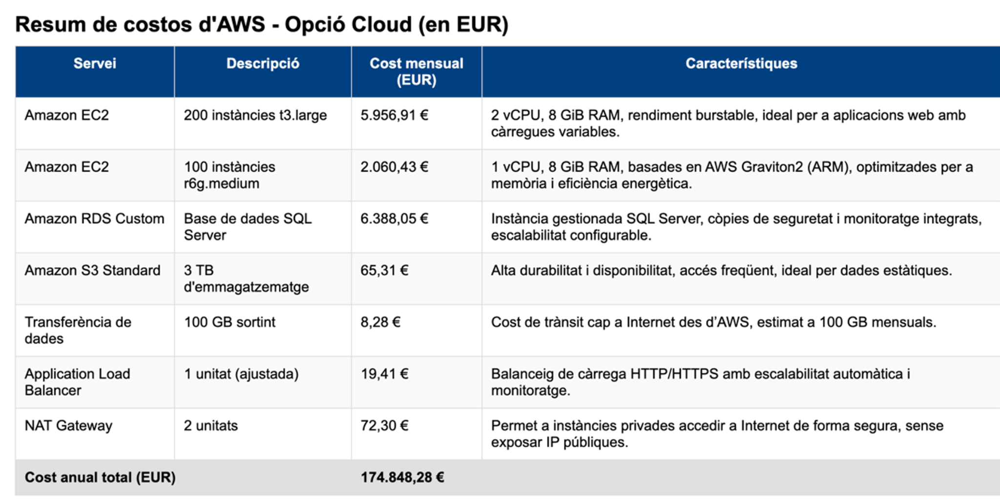 Resum de costos d'AWS - Opció Cloud (en EUR)
Servei
Descripció
Cost mensual
(EUR)
Característiques
Amazon EC2
200 instàncies t3.large
5.956,91 €
2 vCPU, 8 GiB RAM, rendiment burstable, ideal per a aplicacions web amb
càrregues variables.
Amazon EC2
100 instàncies
r6g.medium
2.060,43 €
1 vCPU, 8 GiB RAM, basades en AWS Graviton2 (ARM), optimitzades per a
memòria i eficiència energètica.
Amazon RDS Custom
Base de dades SQL
Server
6.388,05 €
Instància gestionada SQL Server, còpies de seguretat i monitoratge integrats,
escalabilitat configurable.
Amazon S3 Standard
3 TB
d'emmagatzematge
65,31 €
Alta durabilitat i disponibilitat, accés freqüent, ideal per dades estàtiques.
Transferència de
dades
100 GB sortint
8,28 €
Cost de trànsit cap a Internet des d’AWS, estimat a 100 GB mensuals.
Application Load
Balancer
1 unitat (ajustada)
19,41 €
Balanceig de càrrega HTTP/HTTPS amb escalabilitat automàtica i
monitoratge.
NAT Gateway
2 unitats
72,30 €
Permet a instàncies privades accedir a Internet de forma segura, sense
exposar IP públiques.
Cost anual total (EUR)
174.848,28 €